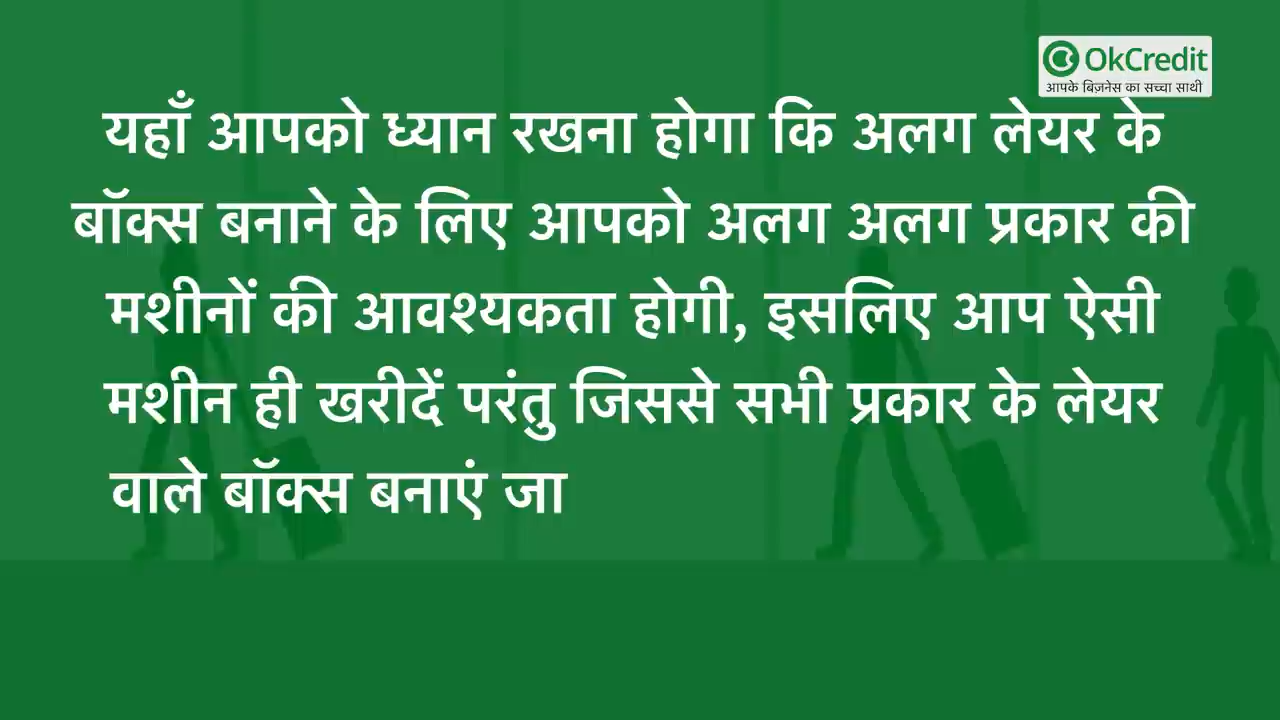 OkCredit
आपके बिज़नेस का सच्चा साथी
यहाँ आपको ध्यान रखना होगा कि अलग लेयर के
बॉक्स बनाने के लिए आपको अलग अलग प्रकार की
मशीनों की आवश्यकता होगी, इसलिए आप ऐसी
मशीन ही खरीदें परंतु जिससे सभी प्रकार के लेयर
वाले बॉक्स बनाएं जा